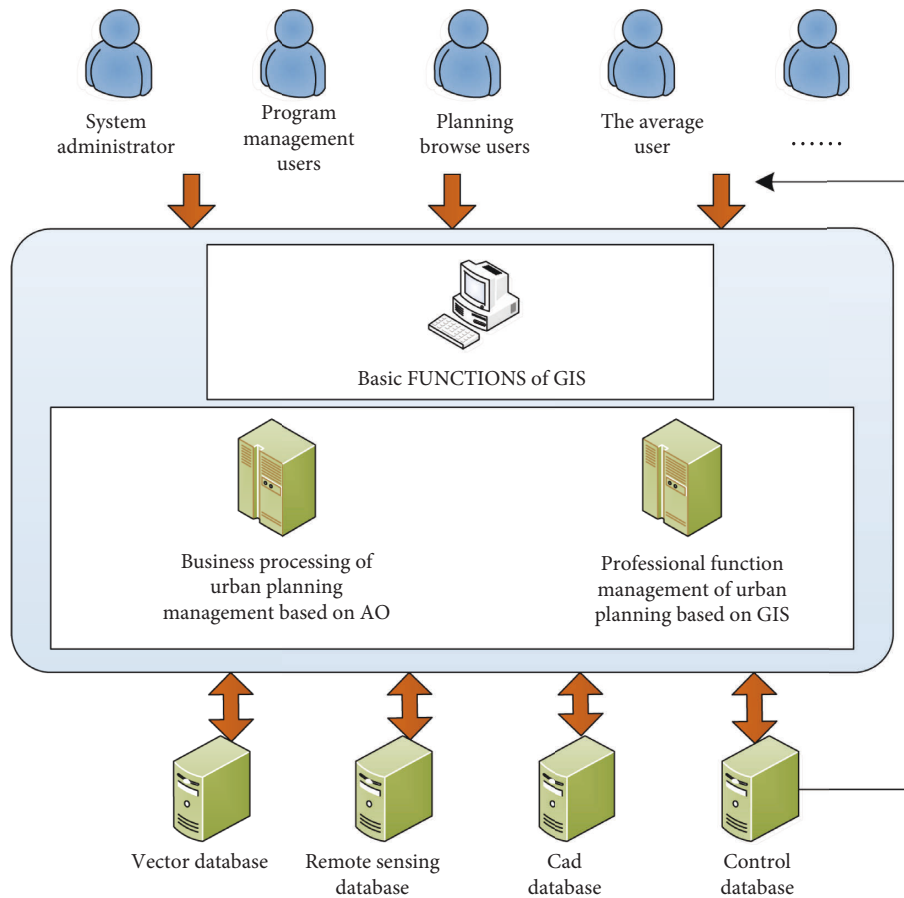 System
administrator
Program
management
users
Planning
browse users
The average
user
......
Basic FUNCTIONS of GIS
Business processing of
urban planning
management based on AO
Professional function
management of urban
planning based on GIS
Vector database
Remote sensing
database
Cad
database
Control
database